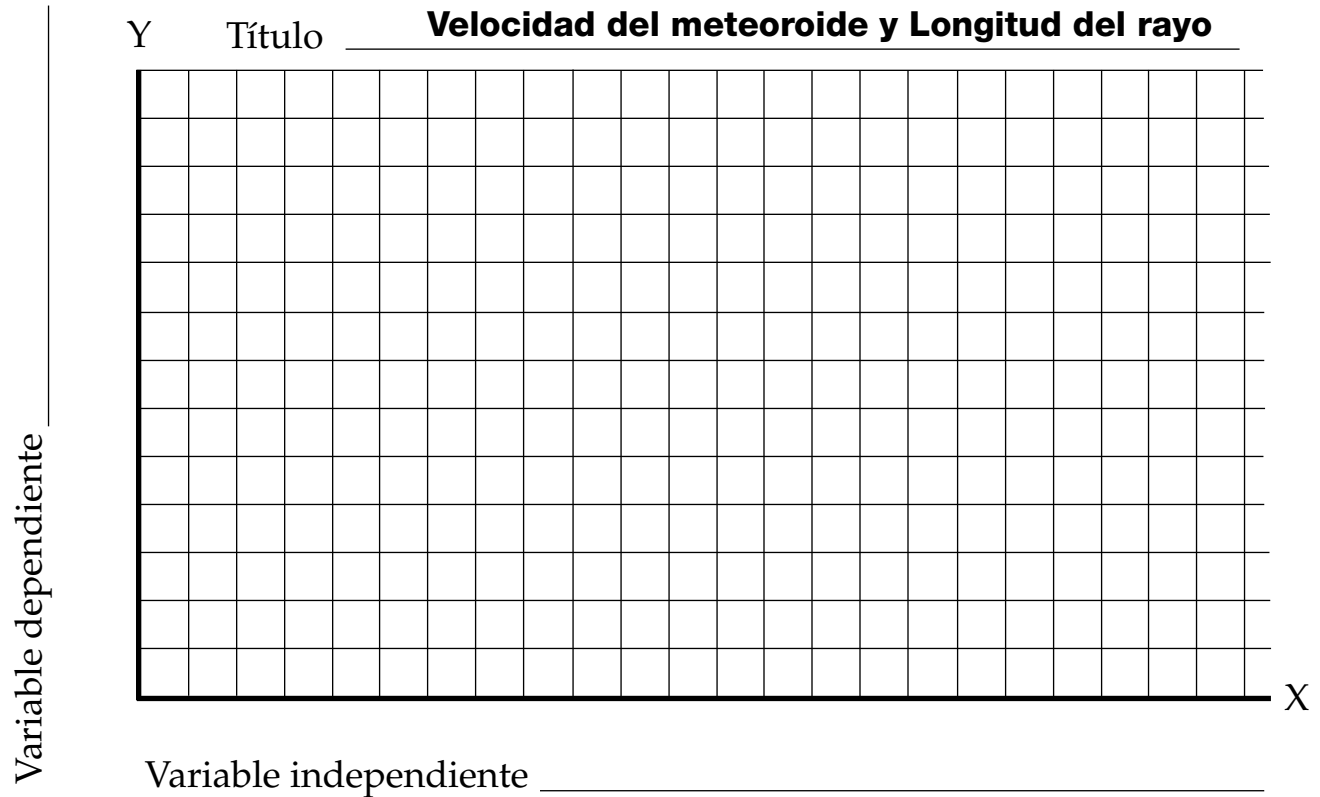 Y Título Velocidad del meteoroide y Longitud del rayo
Variable dependiente
X
Variable independiente